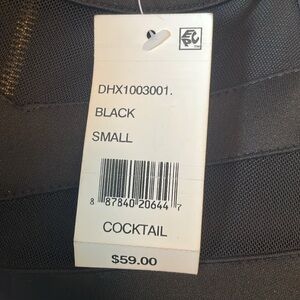 DHX1003001.
BLACK
SMALL
8 87840 20644 7
COCKTAIL
$59.00